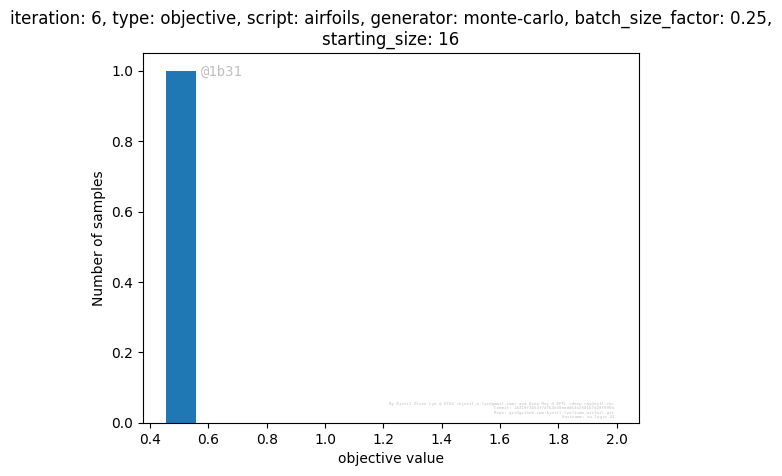 iteration: 6, type: objective, script: airfoils, generator: monte-carlo, batch_size_factor: 0.25,
starting_size: 16
@1b31
1.0
0.8
0.6
0.4
0.2
0.0
Number of samples
0.4 0.6 0.8 1.0 1.2 1.4 1.6 1.8 2.0
objective value